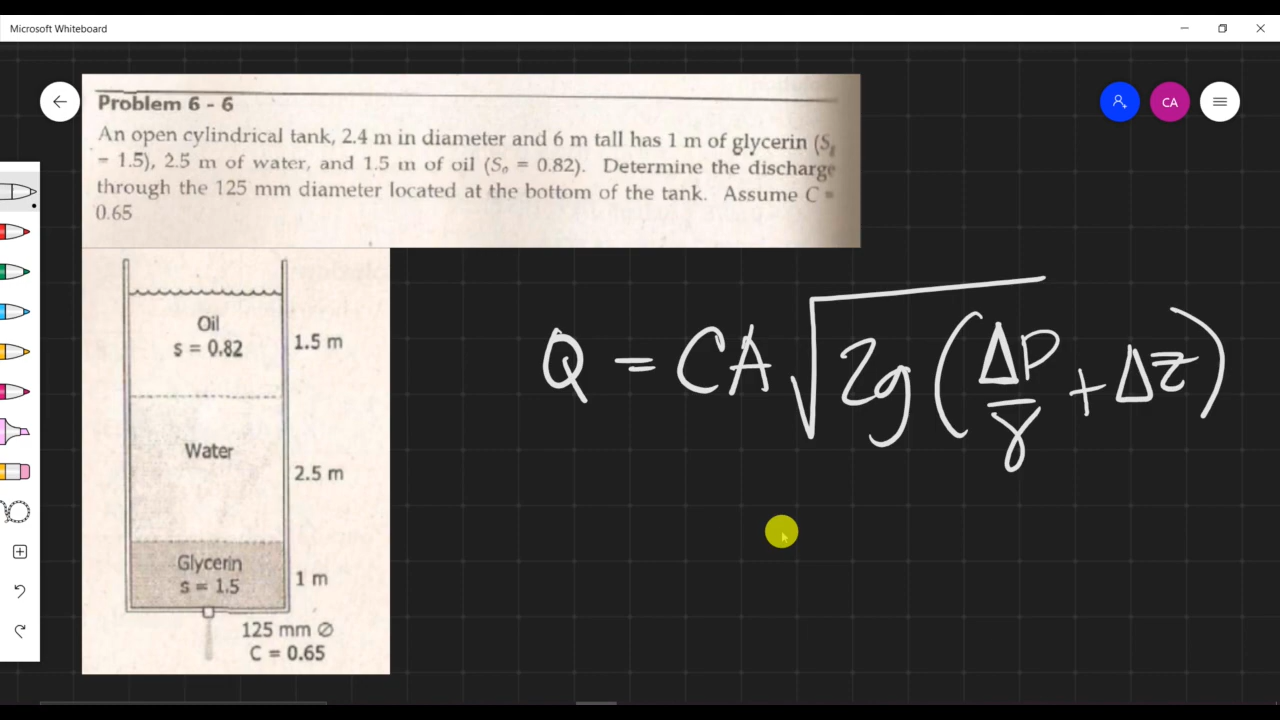 Microsoft Whiteboard
Problem 6 - 6
An open cylindrical tank, 2.4 m in diameter and 6 m tall has 1 m of glycerin (S
= 1.5), 2.5 m of water, and 1.5 m of oil (Sₒ = 0.82). Determine the discharge
through the 125 mm diameter located at the bottom of the tank. Assume C =
0.65
CA
Oil
s = 0.82
1.5 m
Q = CA√2g(ΔP/γ + Δz)
Water
2.5 m
Glycerin
s = 1.5
1 m
125 mm ∅
C = 0.65